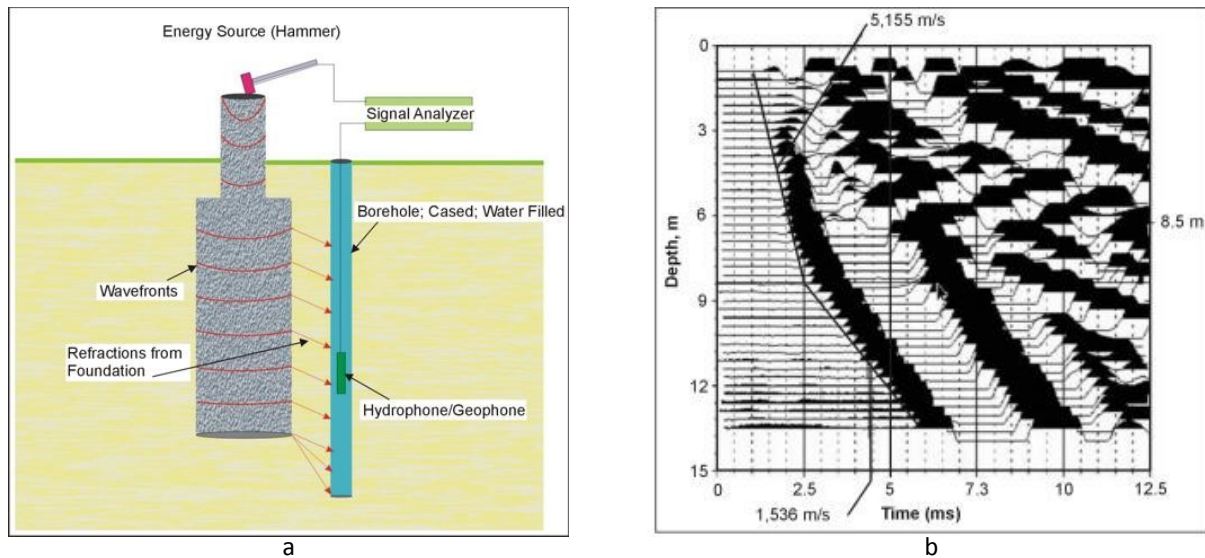 Energy Source (Hammer)
Signal Analyzer
Borehole; Cased; Water Filled
Wavefronts
Refractions from
Foundation
Hydrophone/Geophone
a
5,155 m/s
0
3
6
9
12
15
Depth, m
8.5 m
0 2.5 5 7.3 10 12.5
1,536 m/s
Time (ms)
b